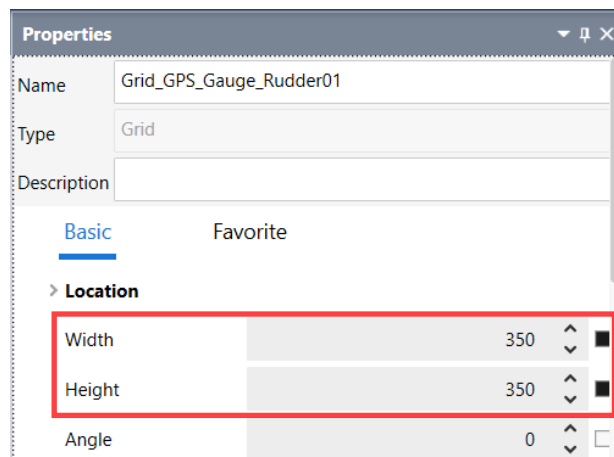 Properties
Name Grid_GPS_Gauge_Rudder01
Type Grid
Description
Basic Favorite
Location
Width 350
Height 350
Angle 0